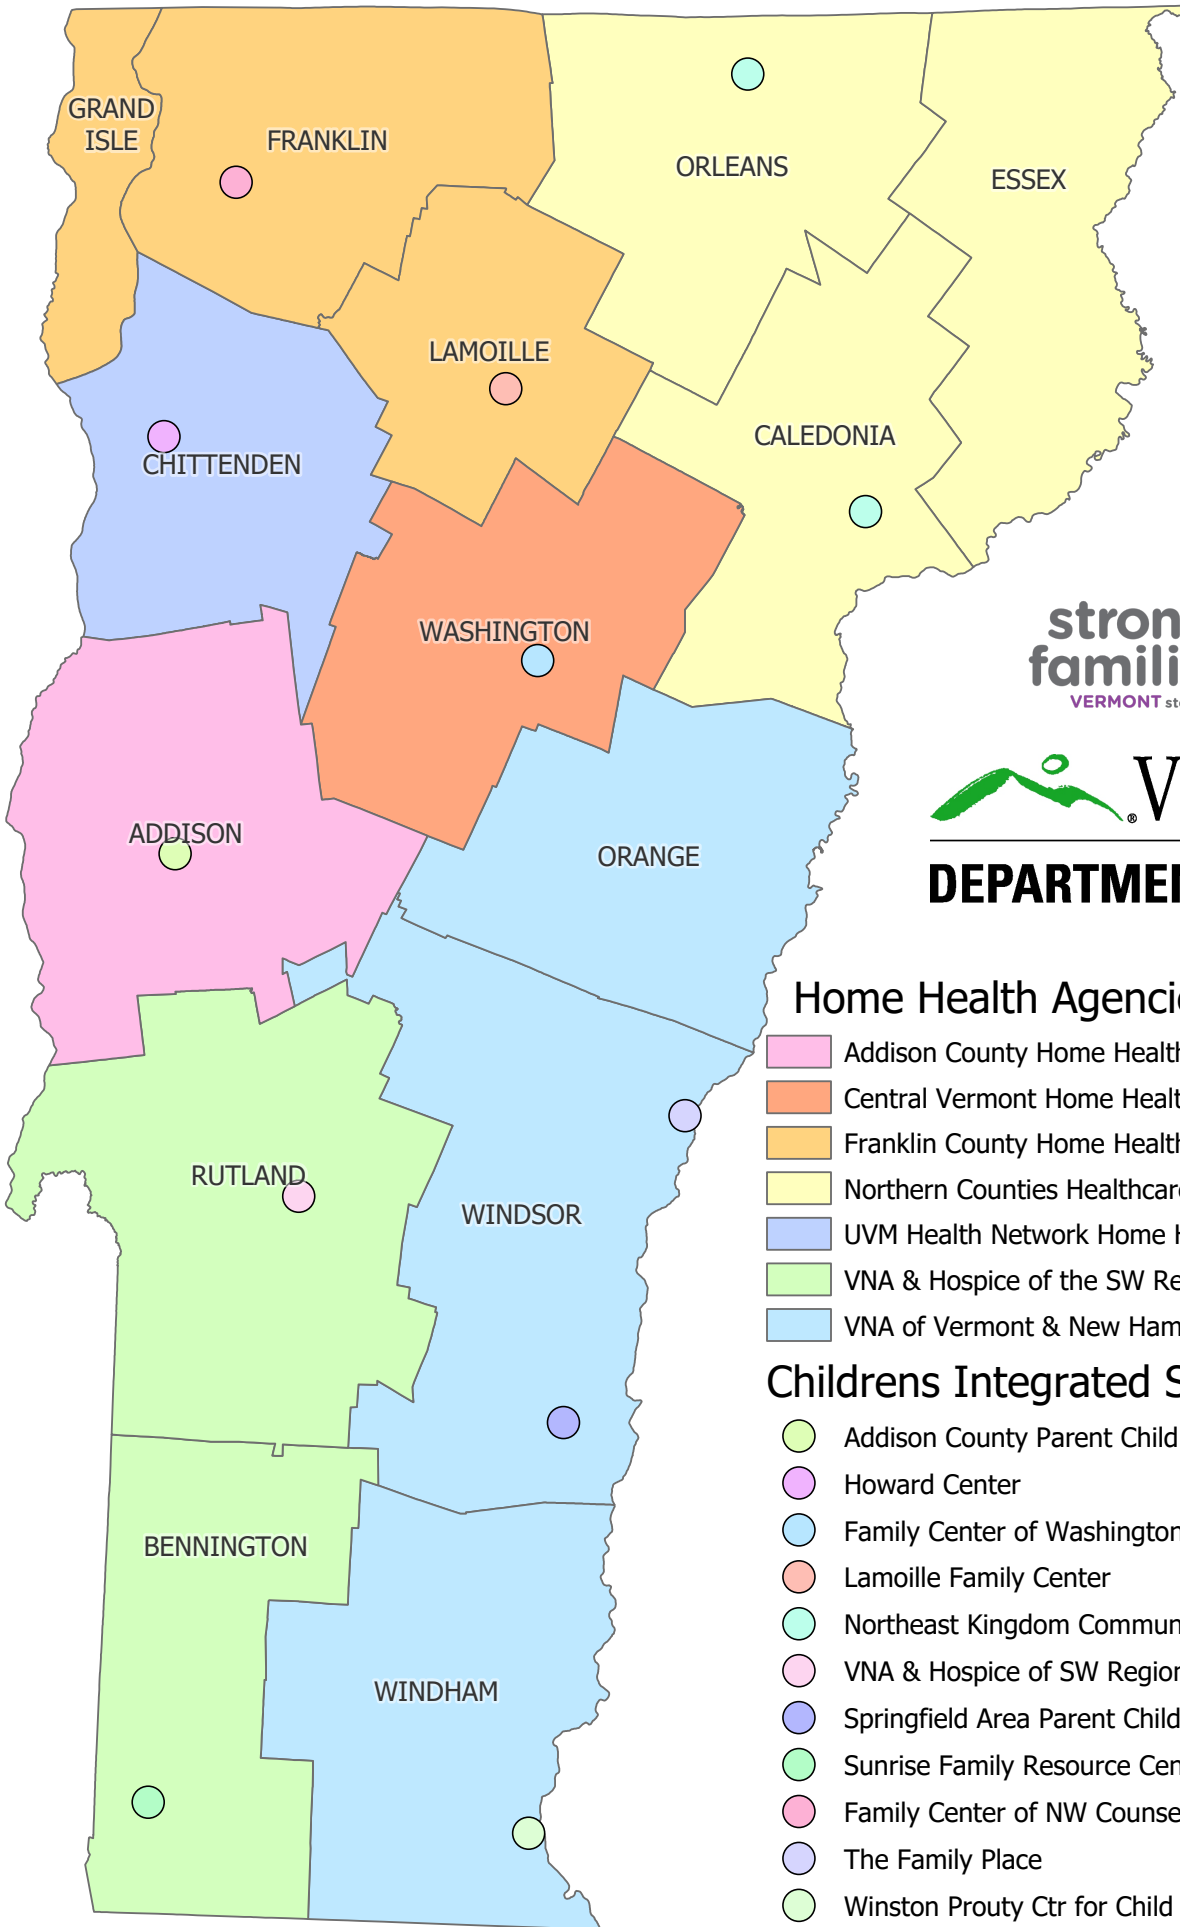 GRAND
ISLE
FRANKLIN
ORLEANS
ESSEX
LAMOILLE
CALEDONIA
CHITTENDEN
WASHINGTON
ADDISON
ORANGE
RUTLAND
WINDSOR
BENNINGTON
WINDHAM
stron
famili
VERMONT st
® V
DEPARTMEN
Home Health Agencie
Addison County Home Health
Central Vermont Home Healt
Franklin County Home Health
Northern Counties Healthcare
UVM Health Network Home H
VNA & Hospice of the SW Re
VNA of Vermont & New Ham
Childrens Integrated S
Addison County Parent Child
Howard Center
Family Center of Washington
Lamoille Family Center
Northeast Kingdom Commun
VNA & Hospice of SW Region
Springfield Area Parent Child
Sunrise Family Resource Cen
Family Center of NW Counse
The Family Place
Winston Prouty Ctr for Child